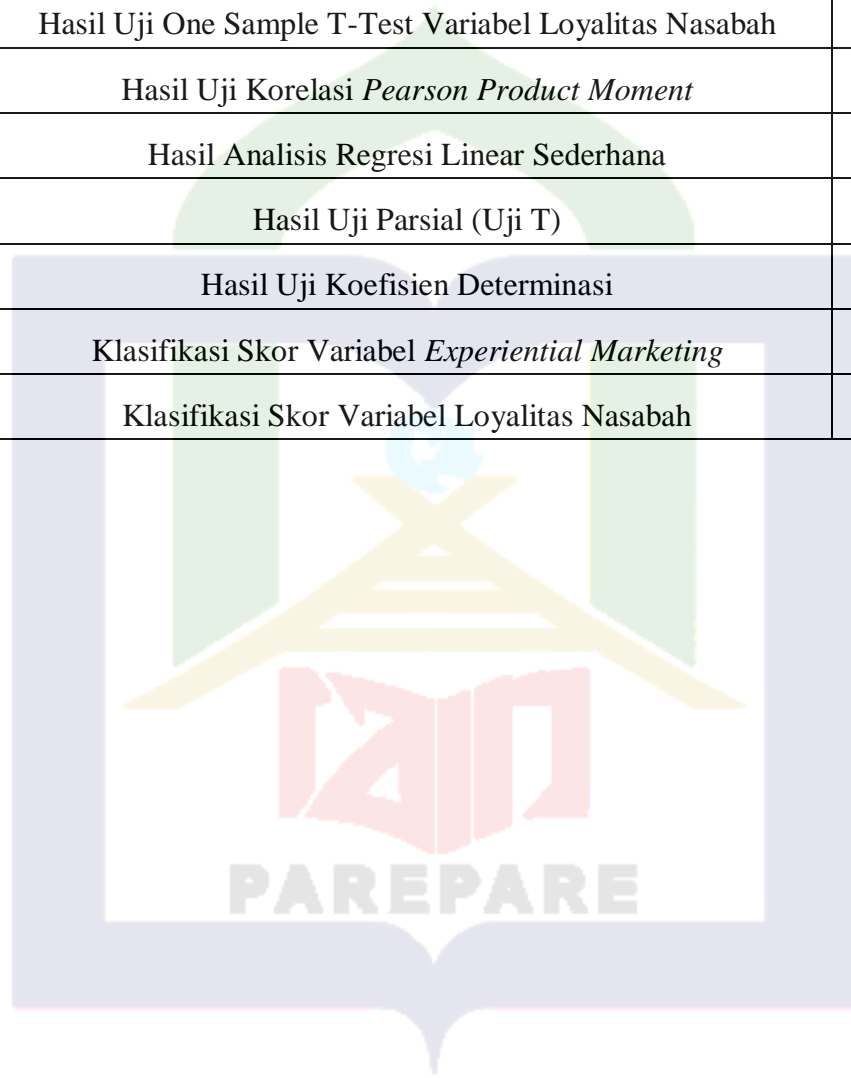 Hasil Uji One Sample T-Test Variabel Loyalitas Nasabah
Hasil Uji Korelasi Pearson Product Moment
Hasil Analisis Regresi Linear Sederhana
Hasil Uji Parsial (Uji T)
Hasil Uji Koefisien Determinasi
Klasifikasi Skor Variabel Experiential Marketing
Klasifikasi Skor Variabel Loyalitas Nasabah
iain
PAREPARE